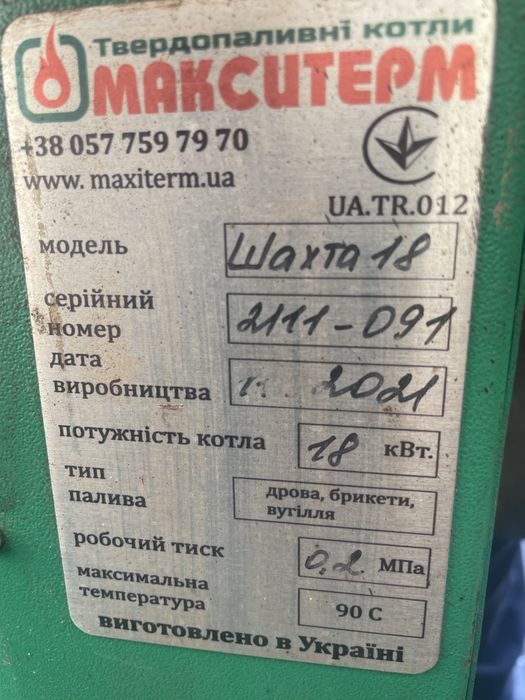 Твердопаливні котли
МАКСИТЕРМ
+38 057 759 79 70
www. maxiterm.ua
UA.TR.012
модель Шахта 18
серійний
номер 2111-091
дата
виробництва 2021
потужність котла 18 кВт.
тип
палива дрова, брикети,
вугілля
робочий тиск 0,2 МПа
максимальна
температура 90 С
виготовлено в Україні